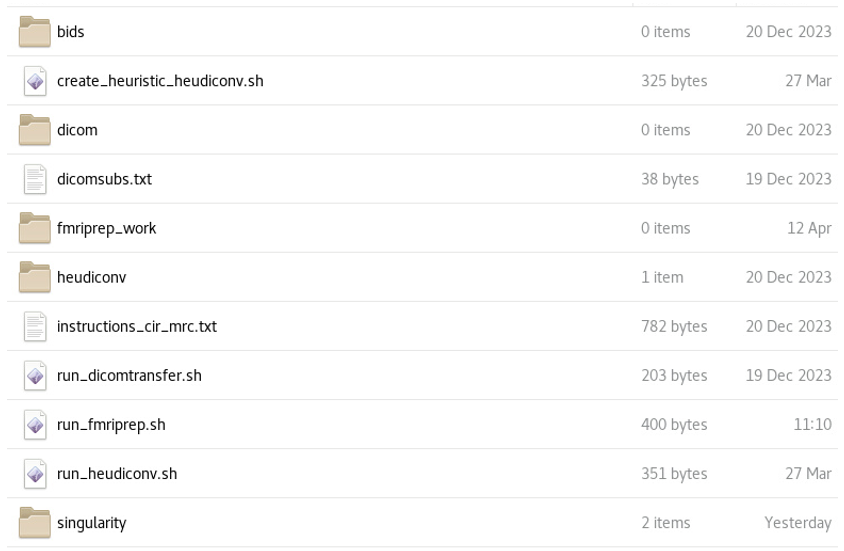 bids 0 items 20 Dec 2023
create_heuristic_heudiconv.sh 325 bytes 27 Mar
dicom 0 items 20 Dec 2023
dicomsubs.txt 38 bytes 19 Dec 2023
fmriprep_work 0 items 12 Apr
heudiconv 1 item 20 Dec 2023
instructions_cir_mrc.txt 782 bytes 20 Dec 2023
run_dicomtransfer.sh 203 bytes 19 Dec 2023
run_fmriprep.sh 400 bytes 11:10
run_heudiconv.sh 351 bytes 27 Mar
singularity 2 items Yesterday